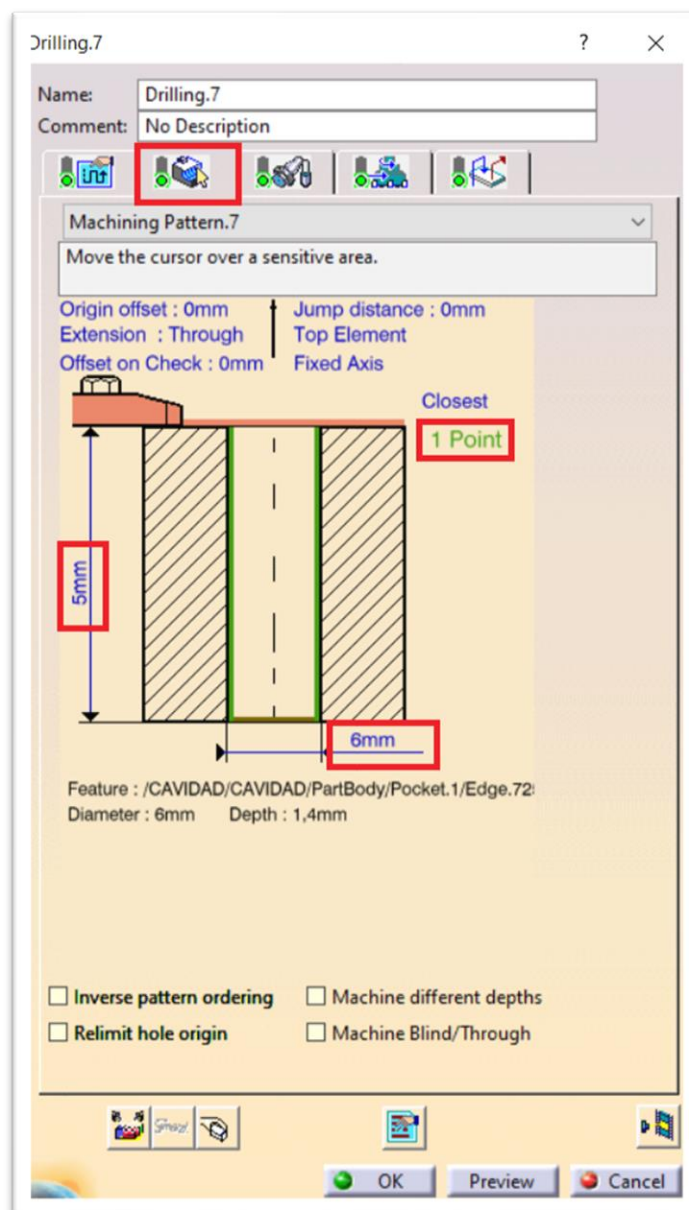 Drilling.7 ?
Name: Drilling.7
Comment: No Description
Machining Pattern.7
Move the cursor over a sensitive area.
Origin offset : 0mm Jump distance : 0mm
Extension : Through Top Element
Offset on Check : 0mm Fixed Axis
Closest
1 Point
5mm
6mm
Feature : /CAVIDAD/CAVIDAD/PartBody/Pocket.1/Edge.72
Diameter : 6mm Depth : 1,4mm
Inverse pattern ordering Machine different depths
Relimit hole origin Machine Blind/Through
OK Preview Cancel